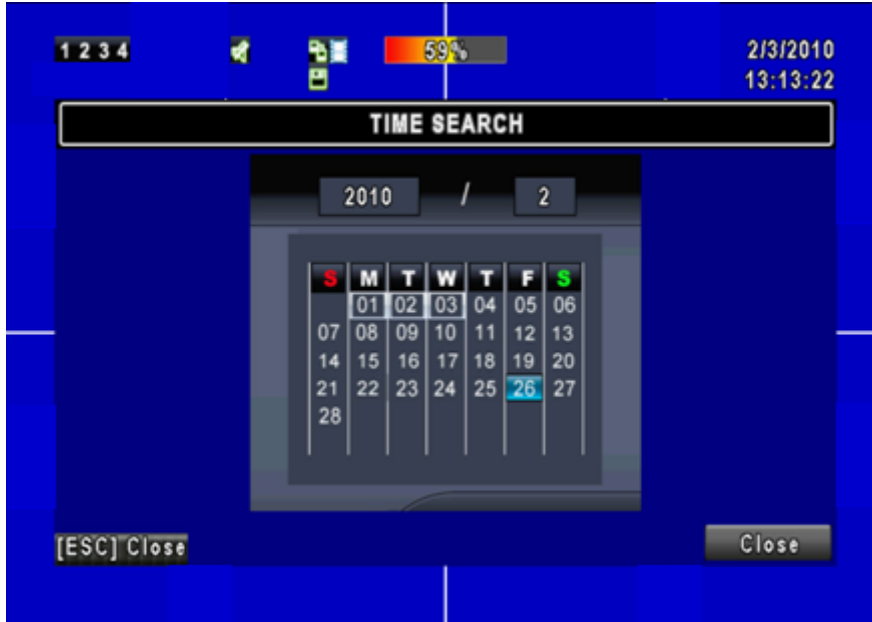 1 2 3 4 59% 2/3/2010
13:13:22
TIME SEARCH
2010 / 2
S M T W T F S
01 02 03 04 05 06
07 08 09 10 11 12 13
14 15 16 17 18 19 20
21 22 23 24 25 26 27
28
[ESC] Close Close